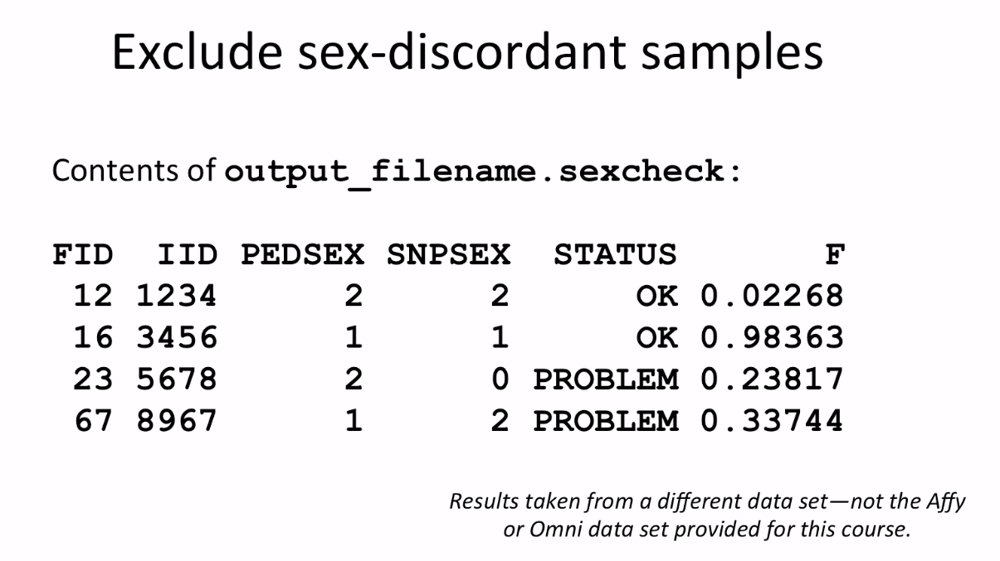 Exclude sex-discordant samples
Contents of output_filename.sexcheck:
FID IID PEDSEX SNPSEX STATUS F
12 1234 2 2 OK 0.02268
16 3456 1 1 OK 0.98363
23 5678 2 0 PROBLEM 0.23817
67 8967 1 2 PROBLEM 0.33744
Results taken from a different data set—not the Affy
or Omni data set provided for this course.